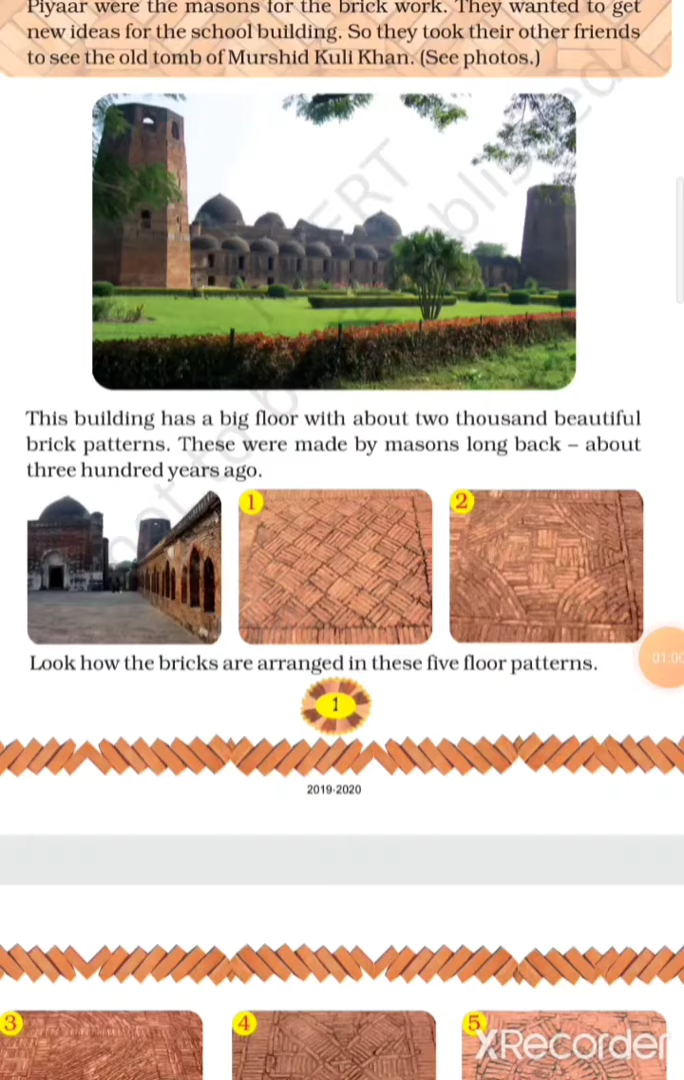 Piyaar were the masons for the brick work. They wanted to get
new ideas for the school building. So they took their other friends
to see the old tomb of Murshid Kuli Khan. (See photos.)
This building has a big floor with about two thousand beautiful
brick patterns. These were made by masons long back – about
three hundred years ago.
1
2
Look how the bricks are arranged in these five floor patterns.
01:00
1
2019-2020
3
4
5
XRecorder